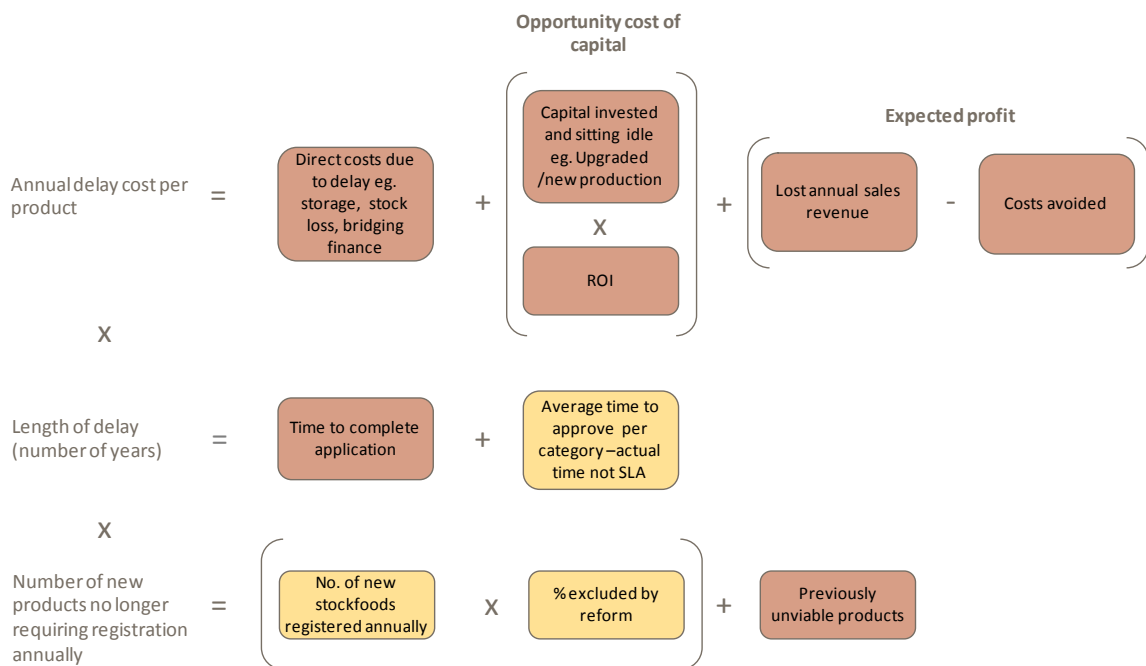 Opportunity cost of
capital
Annual delay cost per
product
=
Direct costs due
to delay eg.
storage, stock
loss, bridging
finance
+
Capital invested
and sitting idle
eg. Upgraded
/new production
X
ROI
+
Expected profit
Lost annual sales
revenue
-
Costs avoided
X
Length of delay
(number of years)
=
Time to complete
application
+
Average time to
approve per
category –actual
time not SLA
X
Number of new
products no longer
requiring registration
annually
=
No. of new
stockfoods
registered annually
X
% excluded by
reform
+
Previously
unviable products